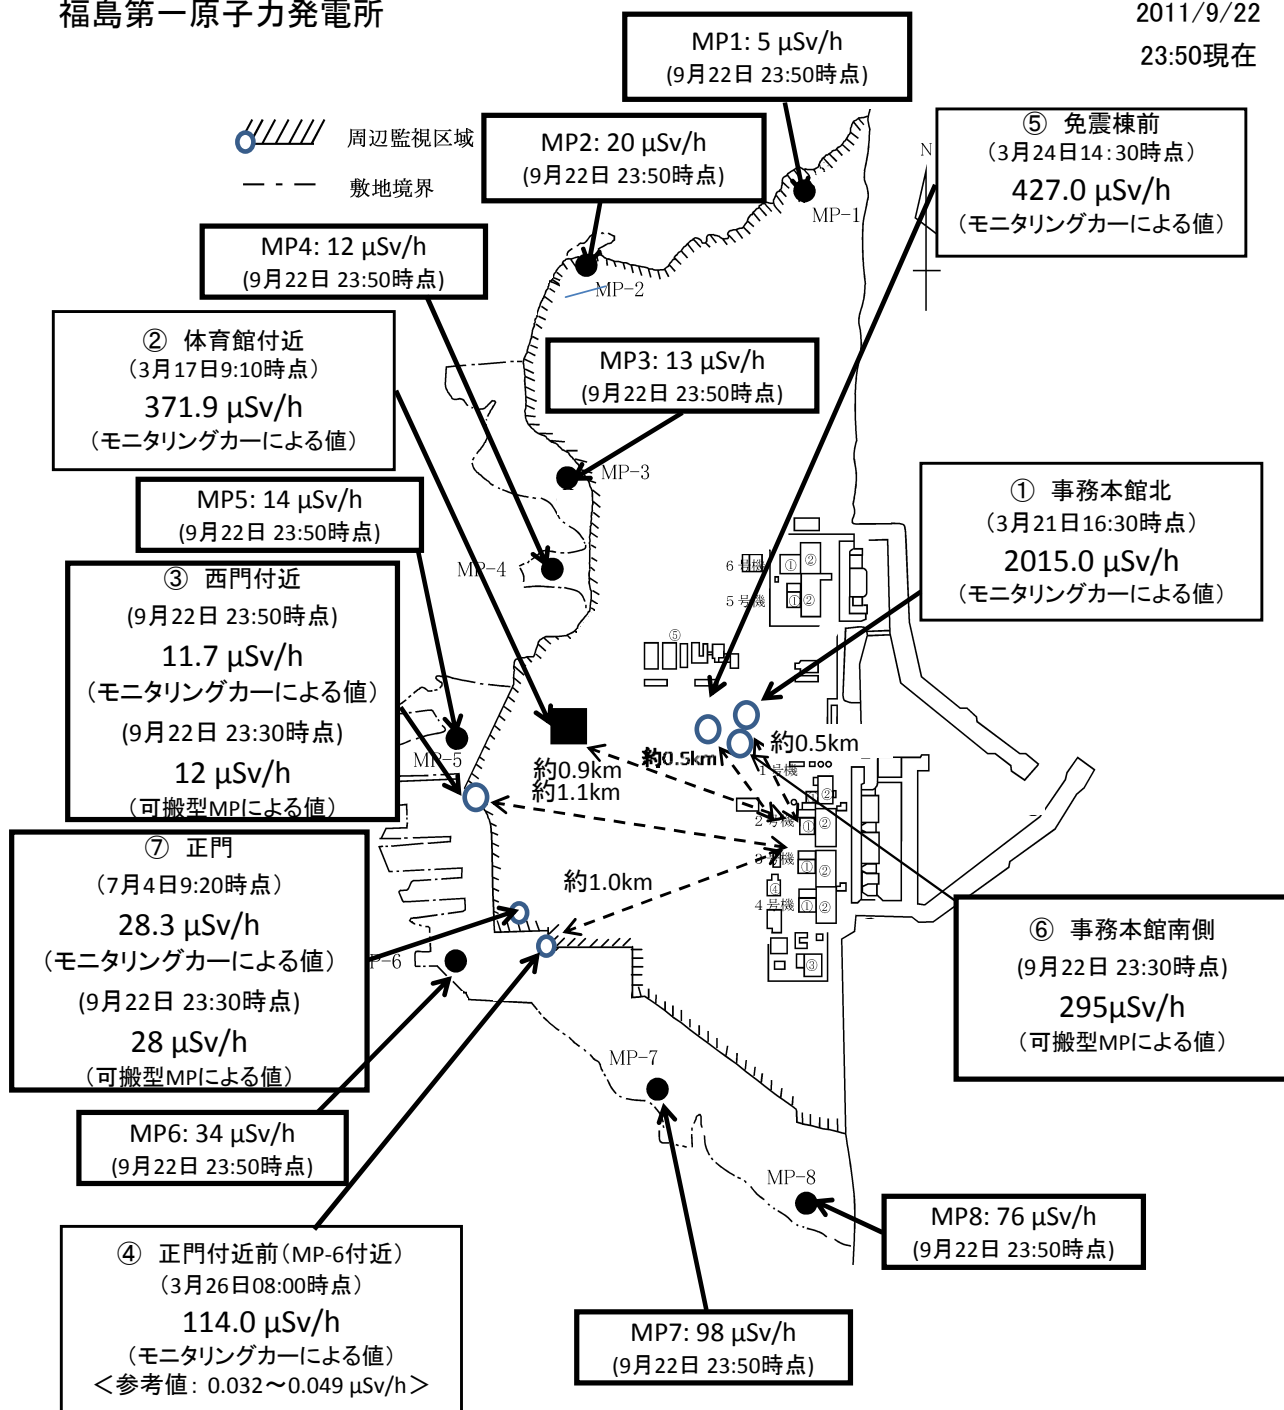 福島第一原子力発電所
2011/9/22
23:50現在
周辺監視区域
敷地境界
MP1: 5 μSv/h
(9月22日 23:50時点)
MP2: 20 μSv/h
(9月22日 23:50時点)
⑤ 免震棟前
（3月24日14：30時点）
427.0 μSv/h
（モニタリングカーによる値）
N
MP-1
MP4: 12 μSv/h
(9月22日 23:50時点)
MP-2
② 体育館付近
（3月17日9:10時点）
371.9 μSv/h
（モニタリングカーによる値）
MP3: 13 μSv/h
(9月22日 23:50時点)
MP-3
MP5: 14 μSv/h
(9月22日 23:50時点)
① 事務本館北
（3月21日16:30時点）
2015.0 μSv/h
（モニタリングカーによる値）
MP-4
③ 西門付近
(9月22日 23:50時点)
11.7 μSv/h
（モニタリングカーによる値）
(9月22日 23:30時点)
12 μSv/h
（可搬型MPによる値）
6号機
① ②
5号機
① ②
⑤
MP-5
約0.9km
約1.1km
約0.5km
約0.5km
1号機
②
2号機
① ②
3号機
① ②
④
4号機
① ②
③
約1.0km
⑦ 正門
（7月4日9:20時点）
28.3 μSv/h
（モニタリングカーによる値）
(9月22日 23:30時点)
28 μSv/h
（可搬型MPによる値）
P-6
⑥ 事務本館南側
(9月22日 23:30時点)
295μSv/h
（可搬型MPによる値）
MP-7
MP6: 34 μSv/h
(9月22日 23:50時点)
MP-8
MP8: 76 μSv/h
(9月22日 23:50時点)
④ 正門付近前（MP-6付近）
（3月26日08:00時点）
114.0 μSv/h
（モニタリングカーによる値）
＜参考値：0.032～0.049 μSv/h＞
MP7: 98 μSv/h
(9月22日 23:50時点)